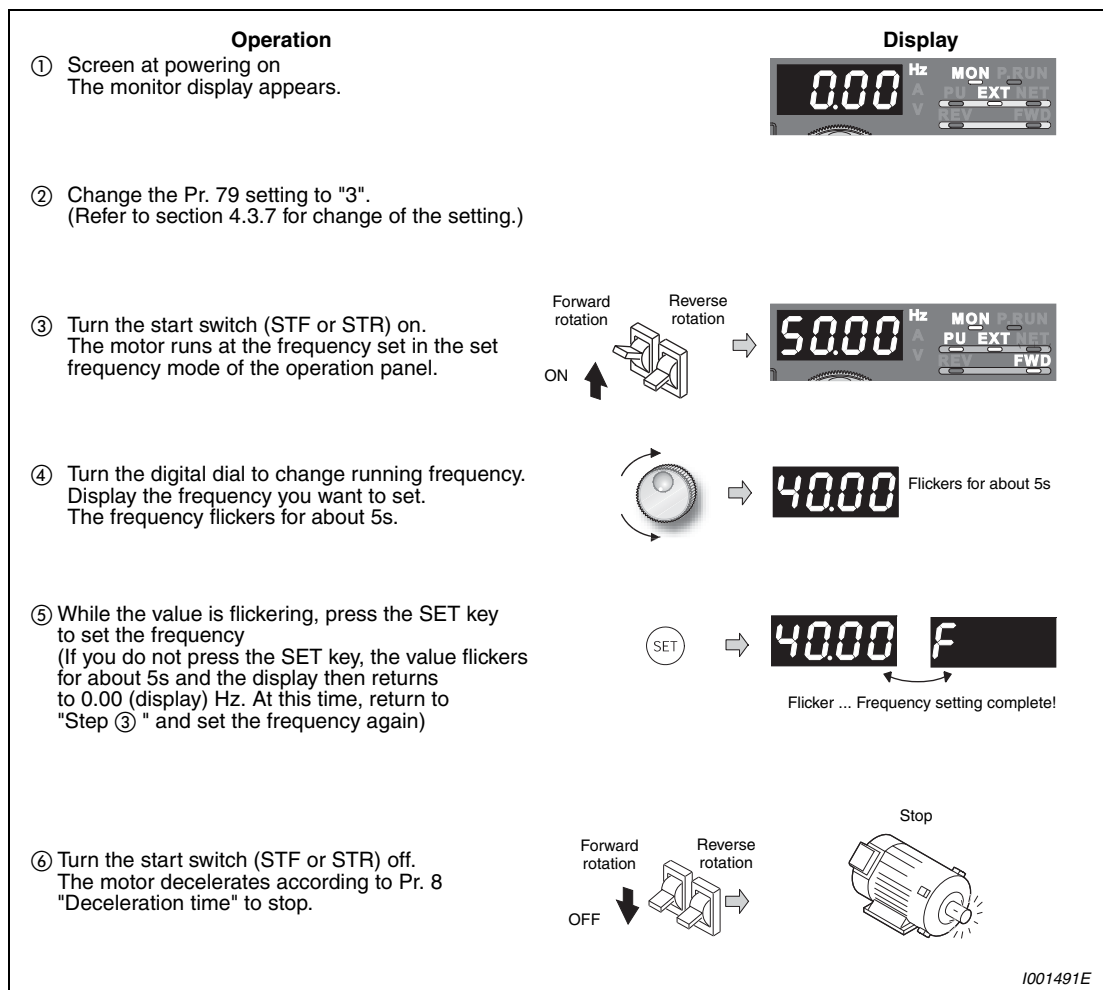 Operation
Display
① Screen at powering on
The monitor display appears.
0.00 Hz MON P.RUN
A PU EXT NET
V REV FWD
② Change the Pr. 79 setting to "3".
(Refer to section 4.3.7 for change of the setting.)
③ Turn the start switch (STF or STR) on.
The motor runs at the frequency set in the set
frequency mode of the operation panel.
Forward
rotation
Reverse
rotation
ON
50.00 Hz MON P.RUN
A PU EXT NET
V REV FWD
④ Turn the digital dial to change running frequency.
Display the frequency you want to set.
The frequency flickers for about 5s.
40.00
Flickers for about 5s
⑤ While the value is flickering, press the SET key
to set the frequency
(If you do not press the SET key, the value flickers
for about 5s and the display then returns
to 0.00 (display) Hz. At this time, return to
"Step ③ " and set the frequency again)
SET
40.00 F
Flicker ... Frequency setting complete!
⑥ Turn the start switch (STF or STR) off.
The motor decelerates according to Pr. 8
"Deceleration time" to stop.
Forward
rotation
Reverse
rotation
OFF
Stop
I001491E